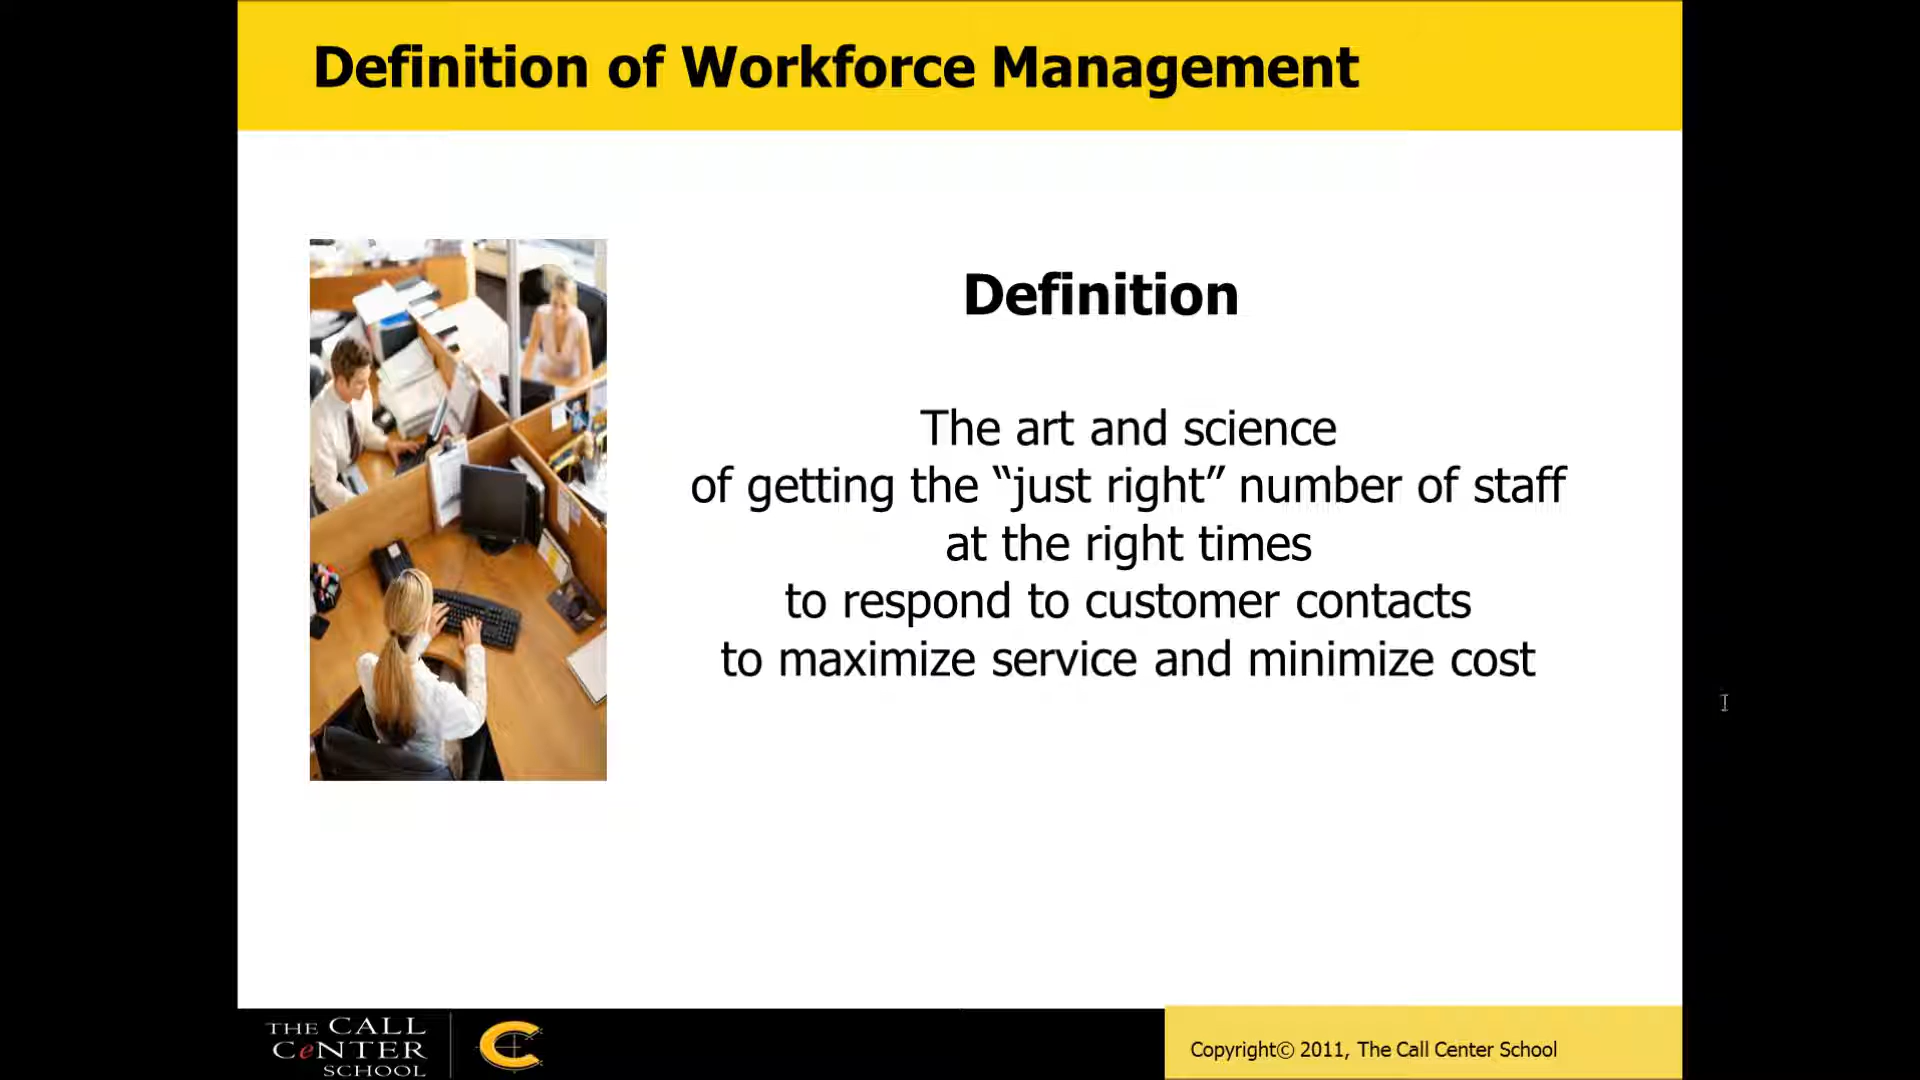 Definition of Workforce Management
Definition
The art and science
of getting the “just right” number of staff
at the right times
to respond to customer contacts
to maximize service and minimize cost
THE CALL
CeNTER
SCHOOL
Copyright© 2011, The Call Center School